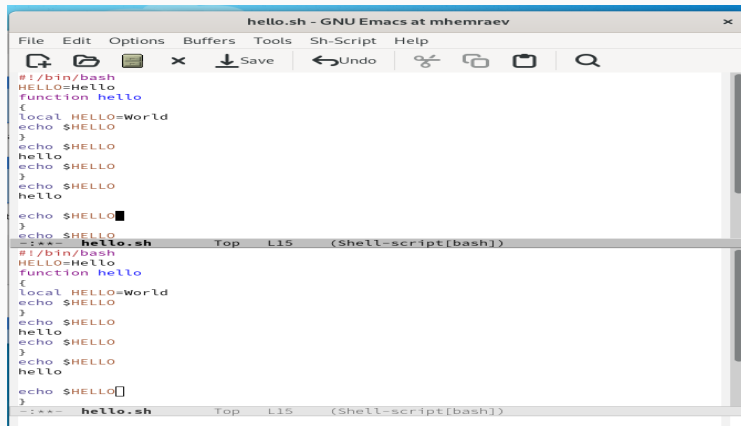 hello.sh - GNU Emacs at mhemraev
File Edit Options Buffers Tools Sh-Script Help
Save Undo
#!/bin/bash
HELLO=Hello
function hello
{
local HELLO=World
echo $HELLO
}
echo $HELLO
hello
echo $HELLO
}
echo $HELLO
hello

echo $HELLO
}
echo $HELLO
-:**- hello.sh Top L15 (Shell-script[bash])
#!/bin/bash
HELLO=Hello
function hello
{
local HELLO=World
echo $HELLO
}
echo $HELLO
hello
echo $HELLO
}
echo $HELLO
hello

echo $HELLO
}
-:**- hello.sh Top L15 (Shell-script[bash])